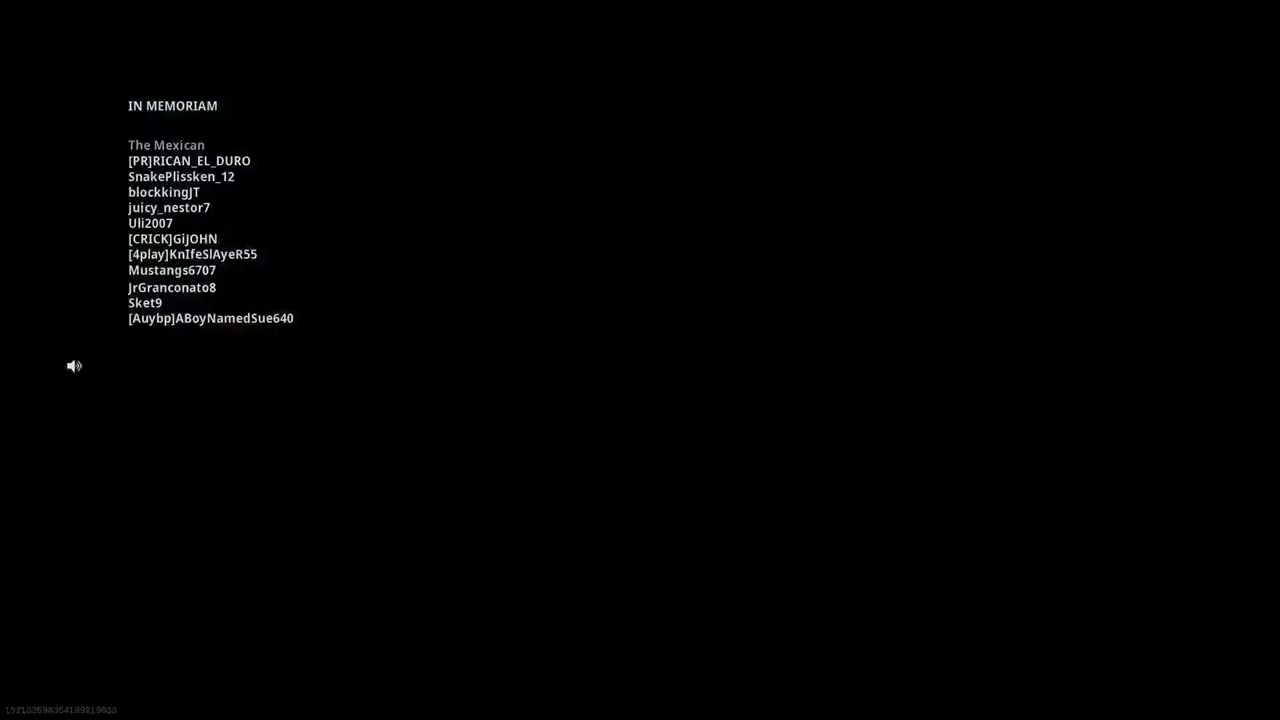 IN MEMORIAM
The Mexican
[PR]RICAN_EL_DURO
SnakePlissken_12
blockkingJT
juicy_nestor7
Uli2007
[CRICK]GiJOHN
[4play]KnIfeSlAyeR55
Mustangs6707
JrGranconato8
Sket9
[Auybp]ABoyNamedSue640